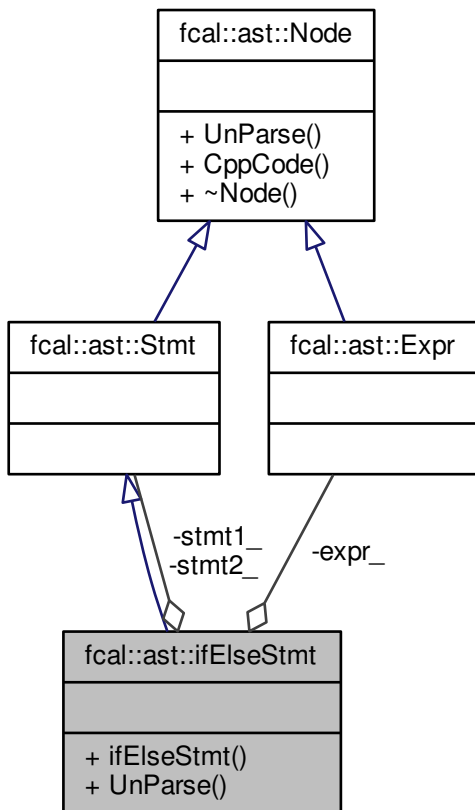 fcal::ast::Node
+ UnParse()
+ CppCode()
+ ~Node()
fcal::ast::Stmt
fcal::ast::Expr
-stmt1_
-stmt2_
-expr_
fcal::ast::ifElseStmt
+ ifElseStmt()
+ UnParse()